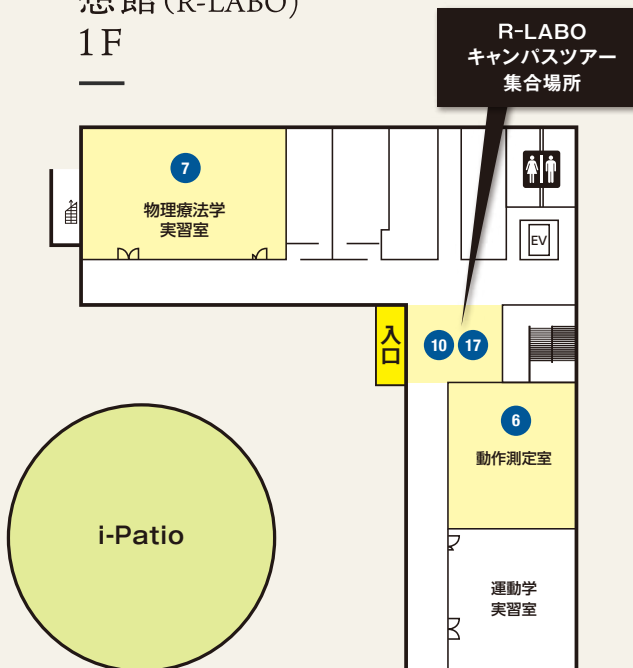 館(R-LABO)
1F
R-LABO
キャンパスツアー
集合場所
7
物理療法学
実習室
EV
入口
10 17
6
動作測定室
i-Patio
運動学
実習室